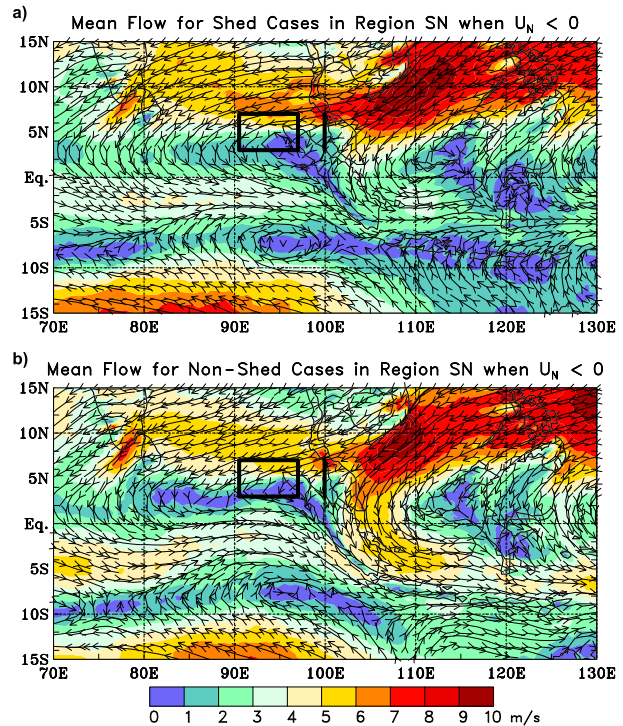 a)
Mean Flow for Shed Cases in Region SN when U_N < 0
15N
10N
5N
Eq.
5S
10S
15S
70E 80E 90E 100E 110E 120E 130E
b)
Mean Flow for Non-Shed Cases in Region SN when U_N < 0
15N
10N
5N
Eq.
5S
10S
15S
70E 80E 90E 100E 110E 120E 130E
0 1 2 3 4 5 6 7 8 9 10 m/s